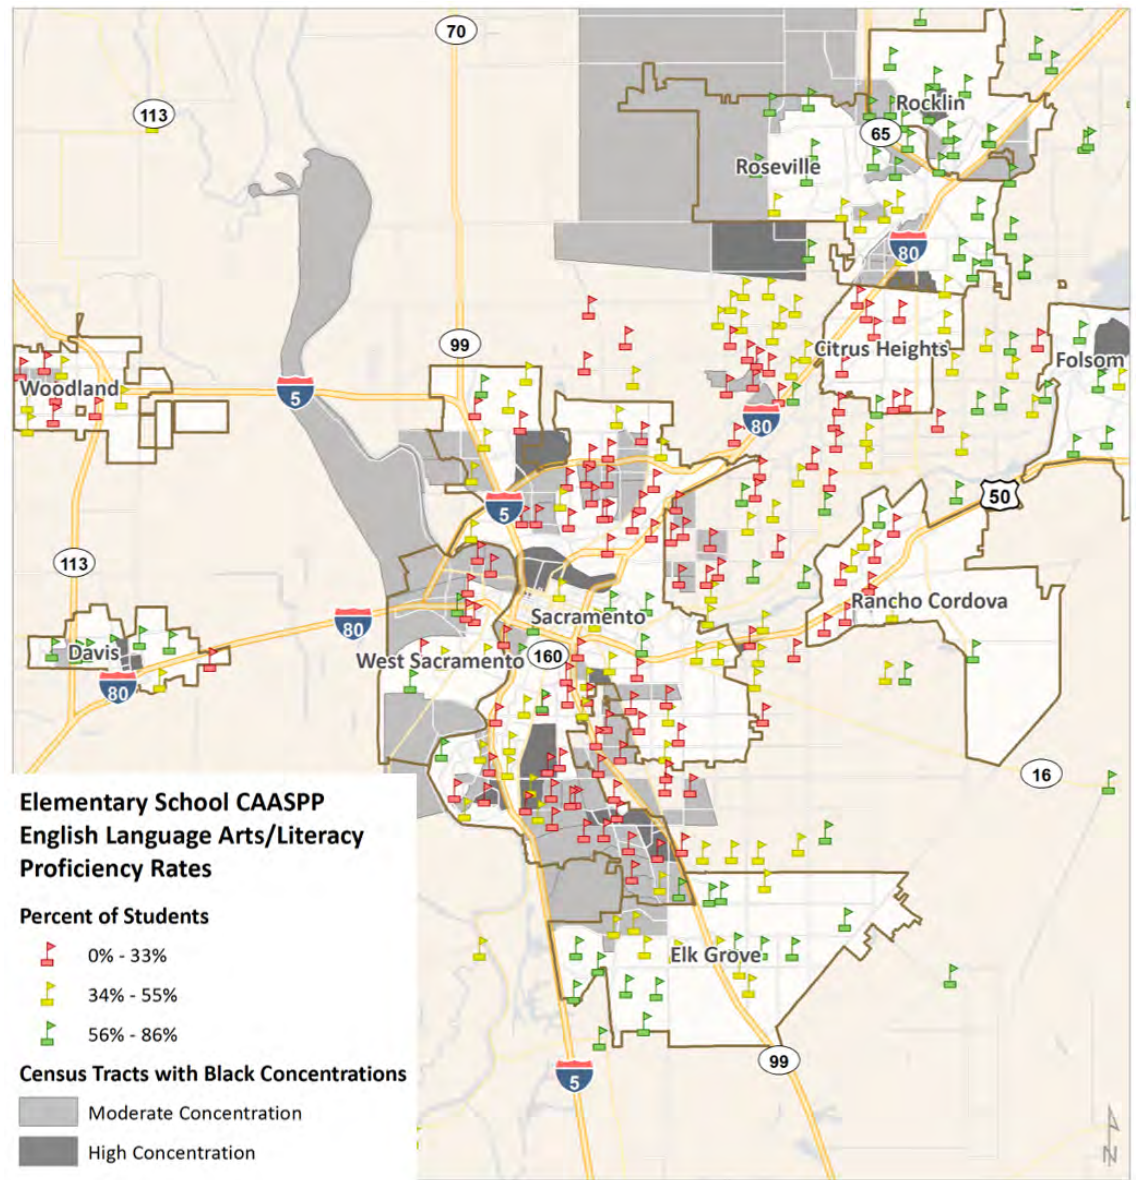 70
113
Rocklin
65
Roseville
80
99
Citrus Heights
Folsom
Woodland
5
80
50
5
113
Rancho Cordova
Sacramento
80
Davis
West Sacramento
160
80
16
Elementary School CAASPP
English Language Arts/Literacy
Proficiency Rates
Percent of Students
0% - 33%
34% - 55%
56% - 86%
Elk Grove
99
5
Census Tracts with Black Concentrations
Moderate Concentration
High Concentration
N